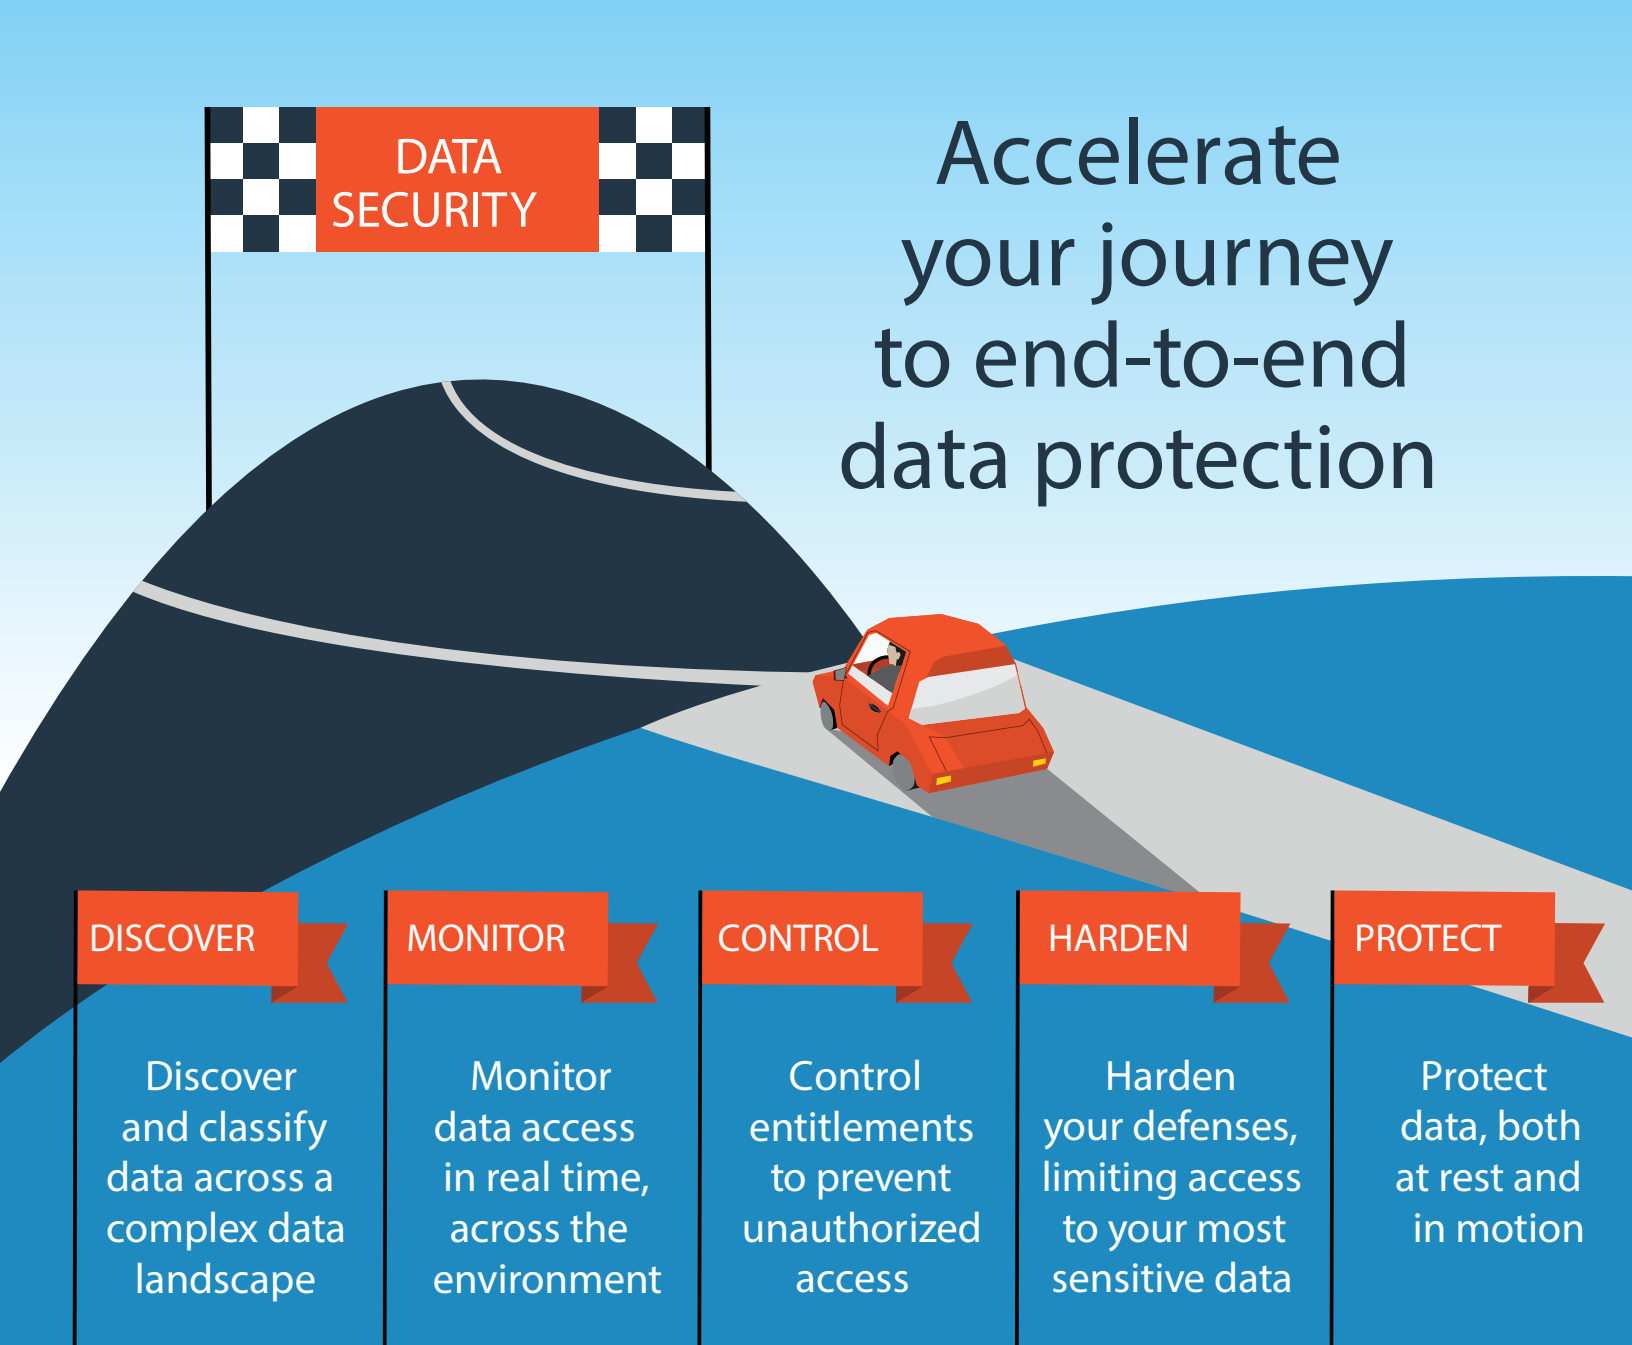 DATA
SECURITY
Accelerate
your journey
to end-to-end
data protection
DISCOVER
Discover
and classify
data across a
complex data
landscape
MONITOR
Monitor
data access
in real time,
across the
environment
CONTROL
Control
entitlements
to prevent
unauthorized
access
HARDEN
Harden
your defenses,
limiting access
to your most
sensitive data
PROTECT
Protect
data, both
at rest and
in motion